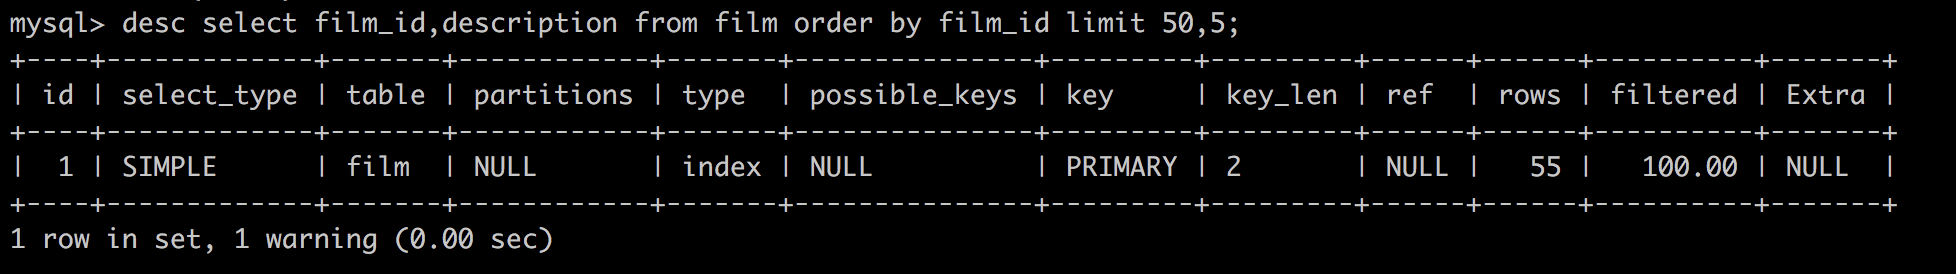 mysql> desc select film_id,description from film order by film_id limit 50,5;
+----+-------------+-------+------------+-------+---------------+---------+---------+------+------+----------+-------+
| id | select_type | table | partitions | type  | possible_keys | key     | key_len | ref  | rows | filtered | Extra |
+----+-------------+-------+------------+-------+---------------+---------+---------+------+------+----------+-------+
|  1 | SIMPLE      | film  | NULL       | index | NULL          | PRIMARY | 2       | NULL |   55 |   100.00 | NULL  |
+----+-------------+-------+------------+-------+---------------+---------+---------+------+------+----------+-------+
1 row in set, 1 warning (0.00 sec)